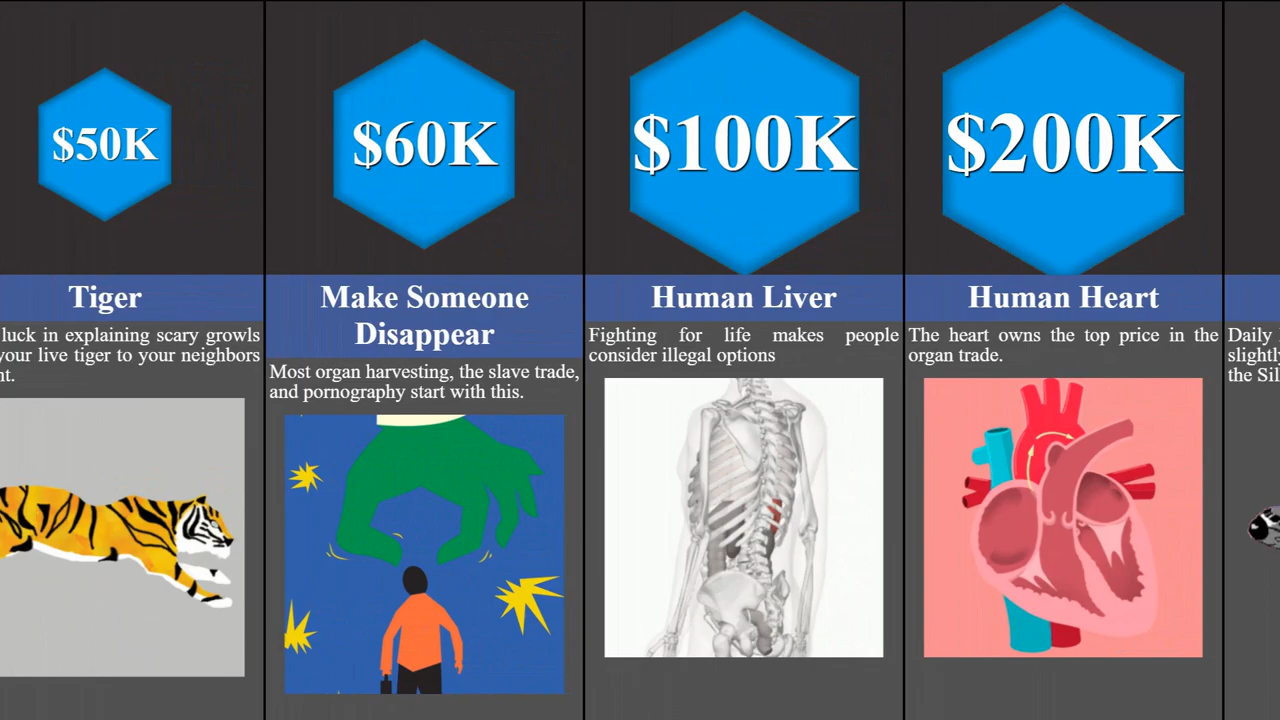 $50K
Tiger
luck in explaining scary growls
your live tiger to your neighbors
nt.
$60K
Make Someone
Disappear
Most organ harvesting, the slave trade,
and pornography start with this.
$100K
Human Liver
Fighting for life makes people
consider illegal options
$200K
Human Heart
The heart owns the top price in the
organ trade.
Daily
slightly
the Sil